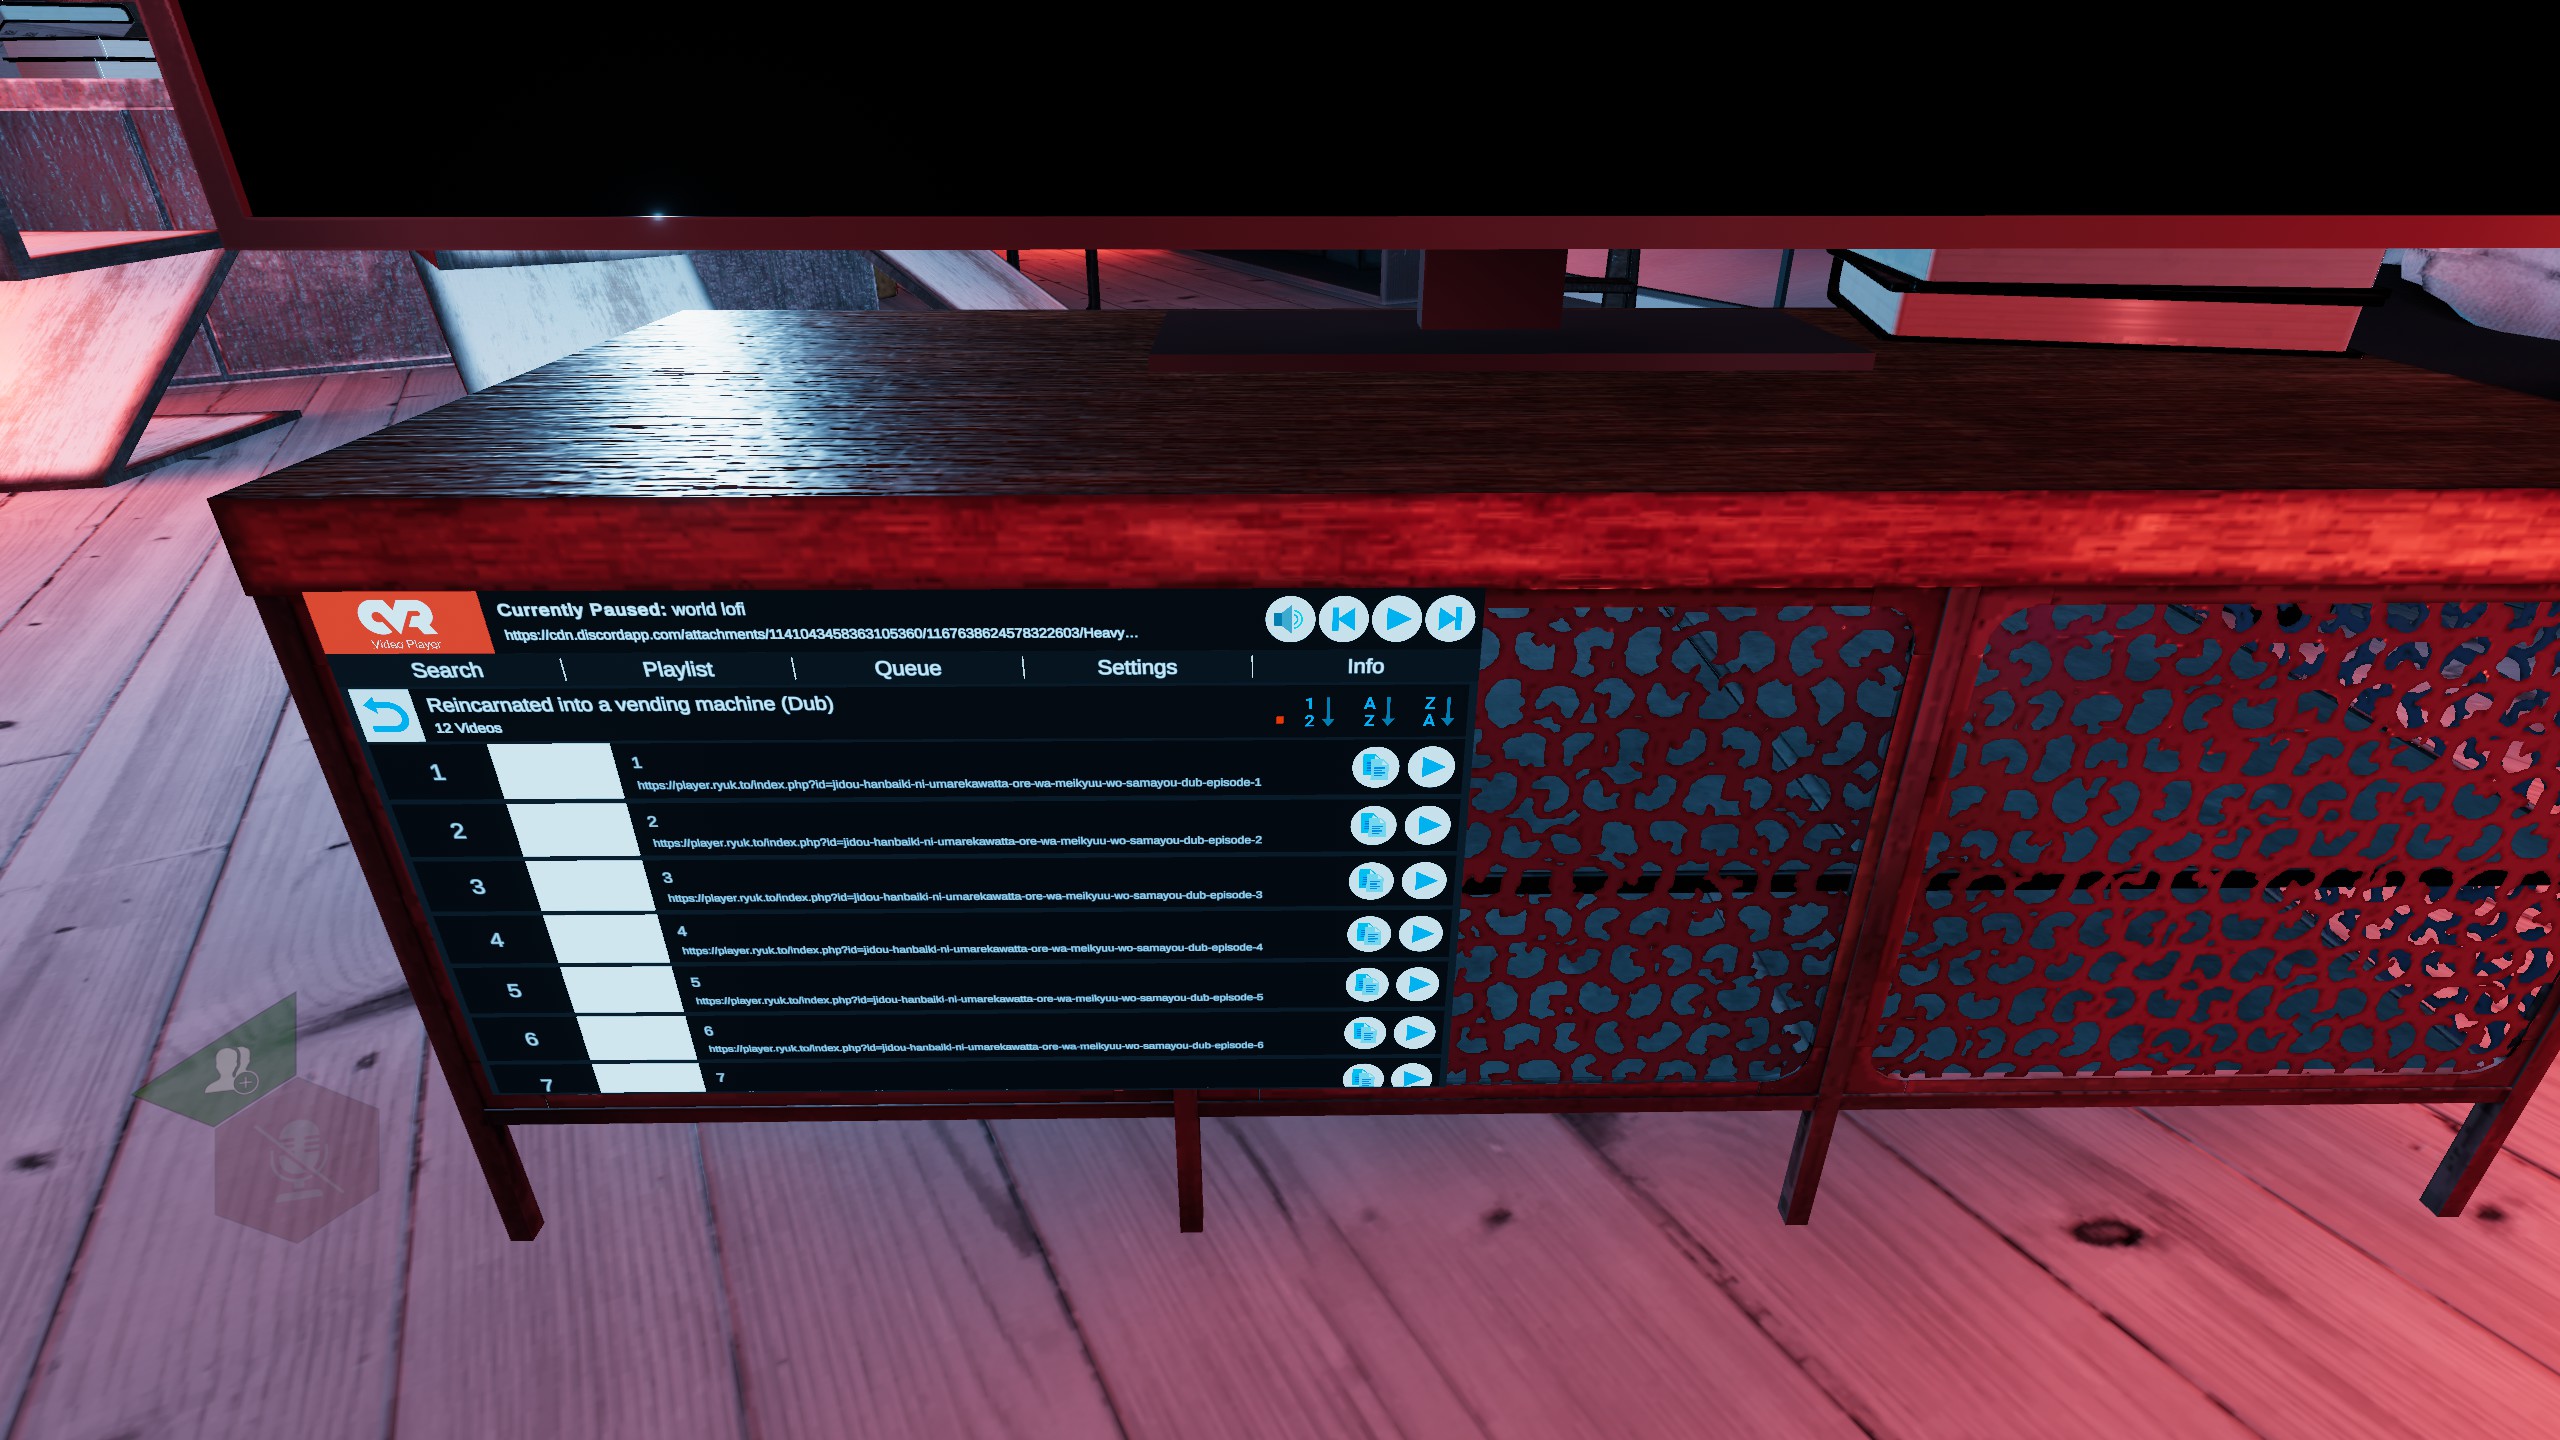 CVR
Video Player
Currently Paused: world lofi
https://cdn.discordapp.com/attachments/1141043458363105360/1167638624578322603/Heavy...
Search
Playlist
Queue
Settings
Info
Reincarnated into a vending machine (Dub)
12 Videos
1 2
A Z
Z A
1
1
https://player.ryuk.to/index.php?id=jidou-hanbaiki-ni-umarekawatta-ore-wa-meikyuu-wo-samayou-dub-episode-1
2
2
https://player.ryuk.to/index.php?id=jidou-hanbaiki-ni-umarekawatta-ore-wa-meikyuu-wo-samayou-dub-episode-2
3
3
https://player.ryuk.to/index.php?id=jidou-hanbaiki-ni-umarekawatta-ore-wa-meikyuu-wo-samayou-dub-episode-3
4
4
https://player.ryuk.to/index.php?id=jidou-hanbaiki-ni-umarekawatta-ore-wa-meikyuu-wo-samayou-dub-episode-4
5
5
https://player.ryuk.to/index.php?id=jidou-hanbaiki-ni-umarekawatta-ore-wa-meikyuu-wo-samayou-dub-episode-5
6
6
https://player.ryuk.to/index.php?id=jidou-hanbaiki-ni-umarekawatta-ore-wa-meikyuu-wo-samayou-dub-episode-6
7
7